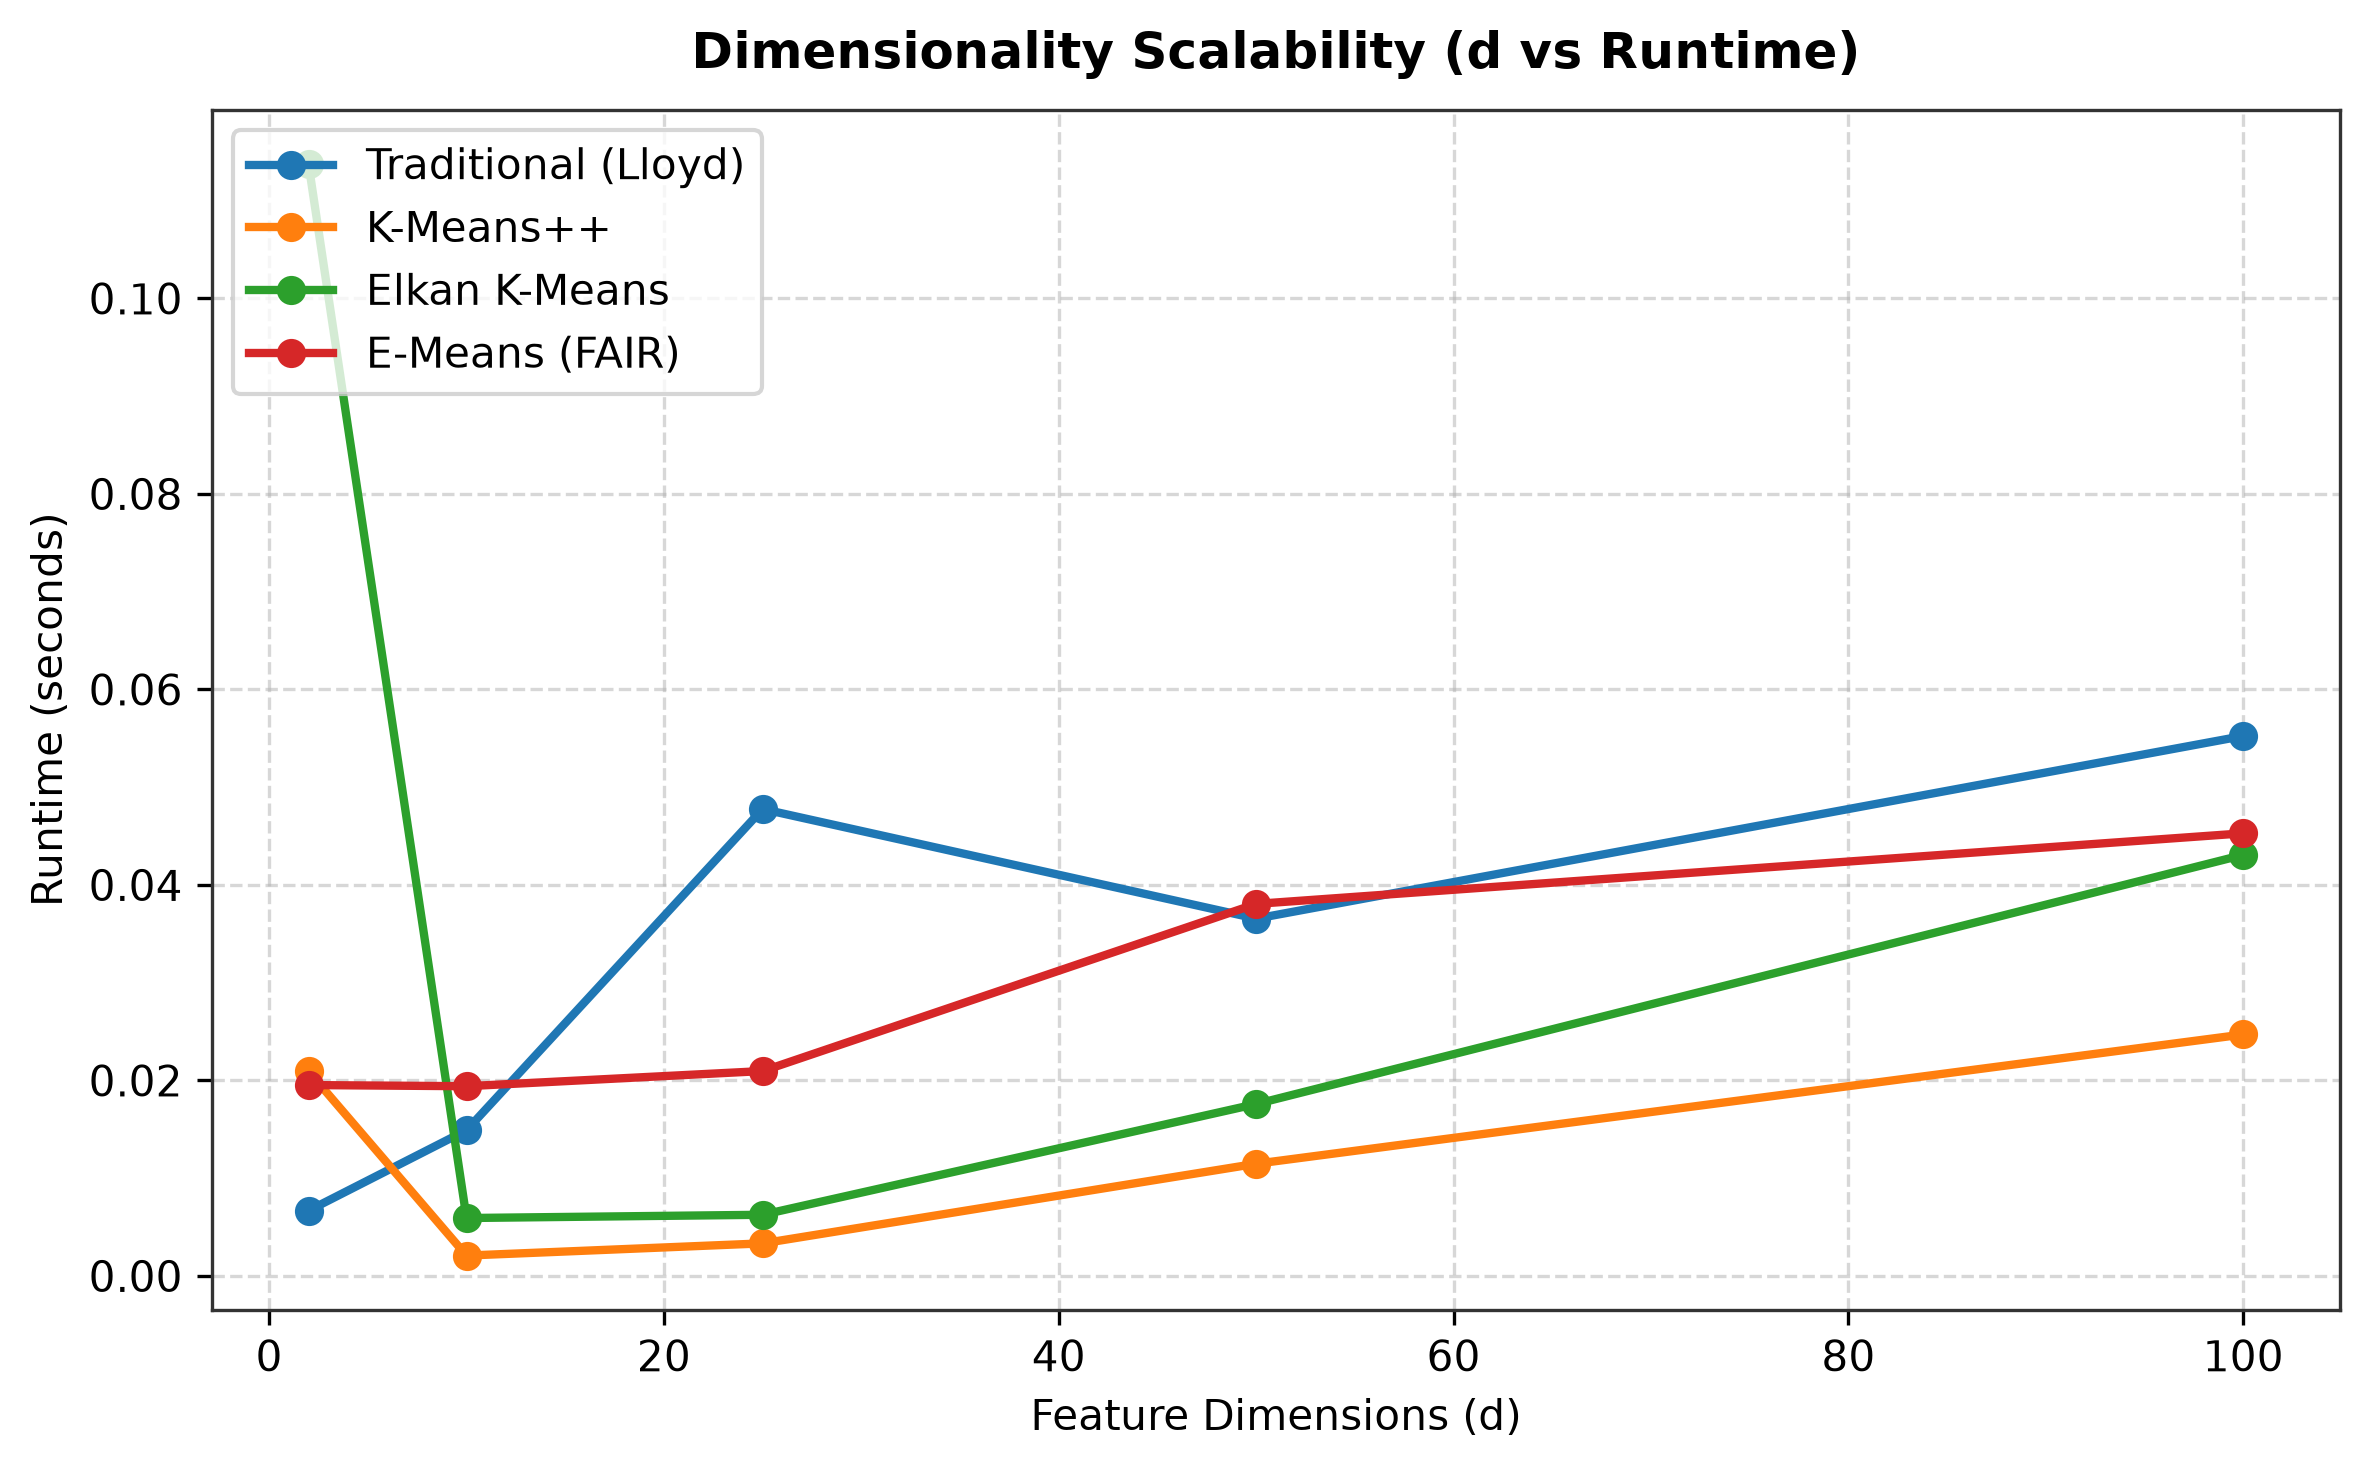 Dimensionality Scalability (d vs Runtime)
Traditional (Lloyd)
K-Means++
Elkan K-Means
E-Means (FAIR)
0.10
0.08
0.06
0.04
0.02
0.00
Runtime (seconds)
0 20 40 60 80 100
Feature Dimensions (d)